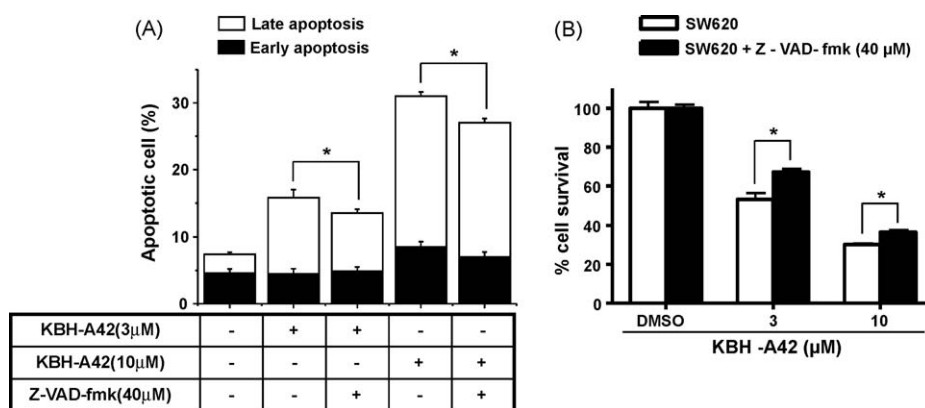 (A)
Late apoptosis
Early apoptosis
Apoptotic cell (%)
30
20
10
0
*
*
KBH-A42(3μM) - + + - -
KBH-A42(10μM) - - - + +
Z-VAD-fmk(40μM) - - + - +
(B)
SW620
SW620 + Z - VAD- fmk (40 μM)
% cell survival
100
80
60
40
20
0
*
*
DMSO 3 10
KBH -A42 (μM)